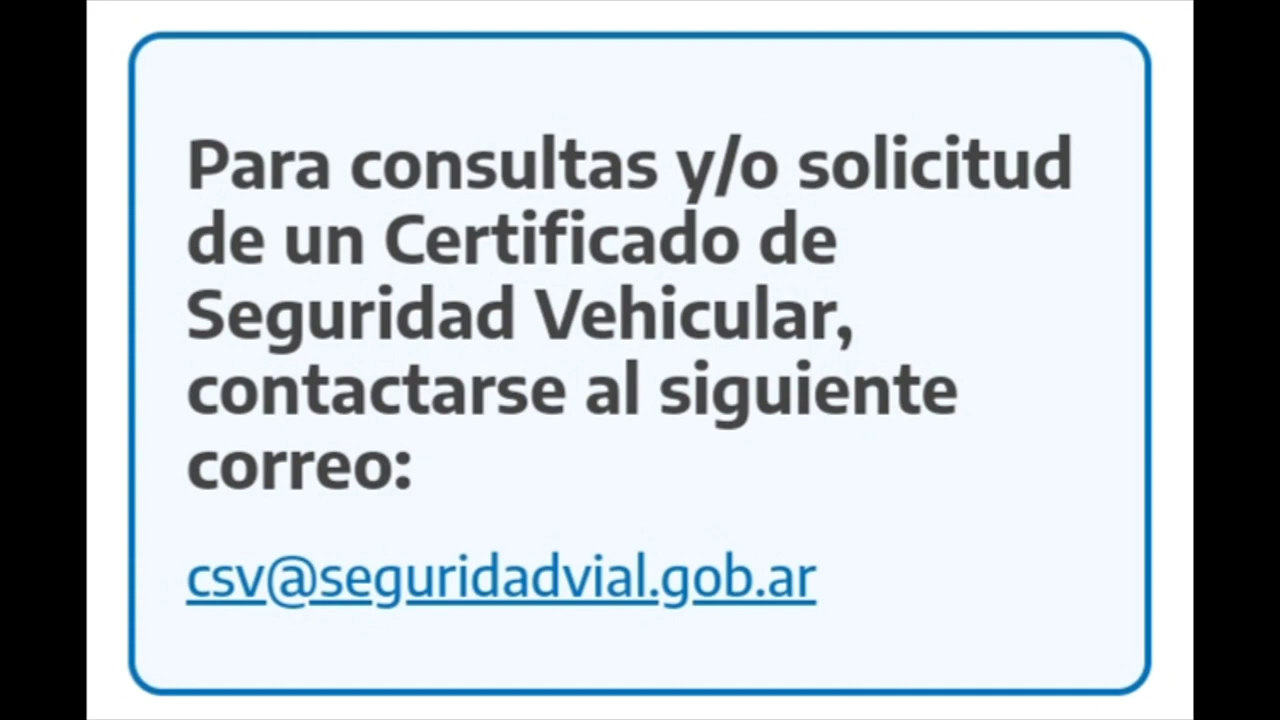 Para consultas y/o solicitud
de un Certificado de
Seguridad Vehicular,
contactarse al siguiente
correo:
csv@seguridadvial.gob.ar